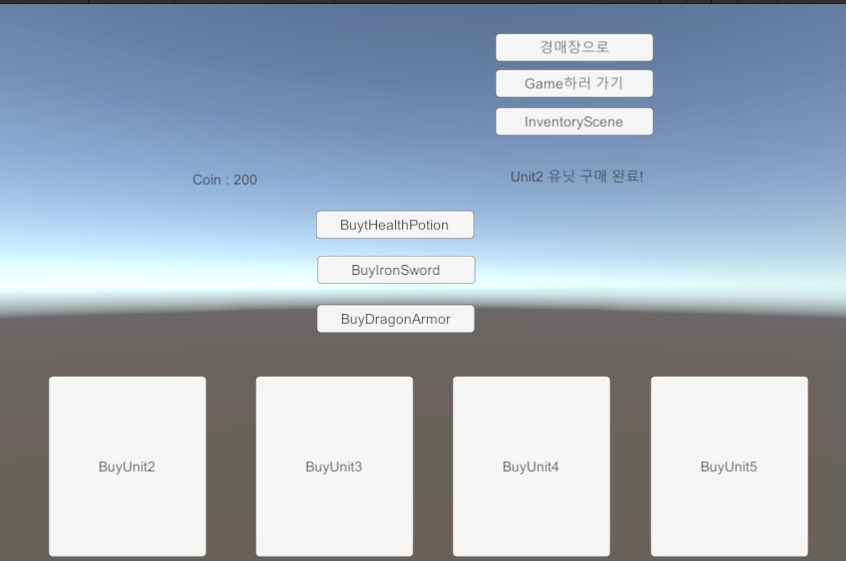 경매장으로
Game하러 가기
InventoryScene
Coin : 200
Unit2 유닛 구매 완료!
BuytHealthPotion
BuyIronSword
BuyDragonArmor
BuyUnit2
BuyUnit3
BuyUnit4
BuyUnit5